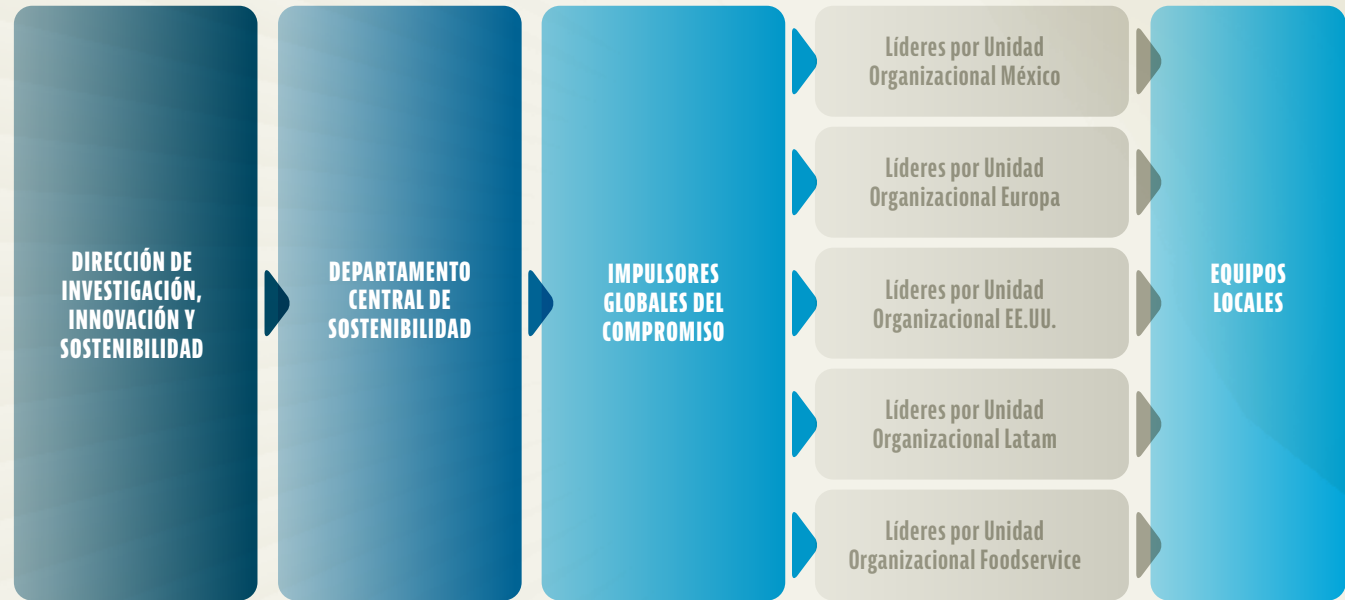 DIRECCIÓN DE
INVESTIGACIÓN,
INNOVACIÓN Y
SOSTENIBILIDAD
DEPARTAMENTO
CENTRAL DE
SOSTENIBILIDAD
IMPULSORES
GLOBALES DEL
COMPROMISO
Líderes por Unidad
Organizacional México
Líderes por Unidad
Organizacional Europa
Líderes por Unidad
Organizacional EE.UU.
Líderes por Unidad
Organizacional Latam
Líderes por Unidad
Organizacional Foodservice
EQUIPOS
LOCALES